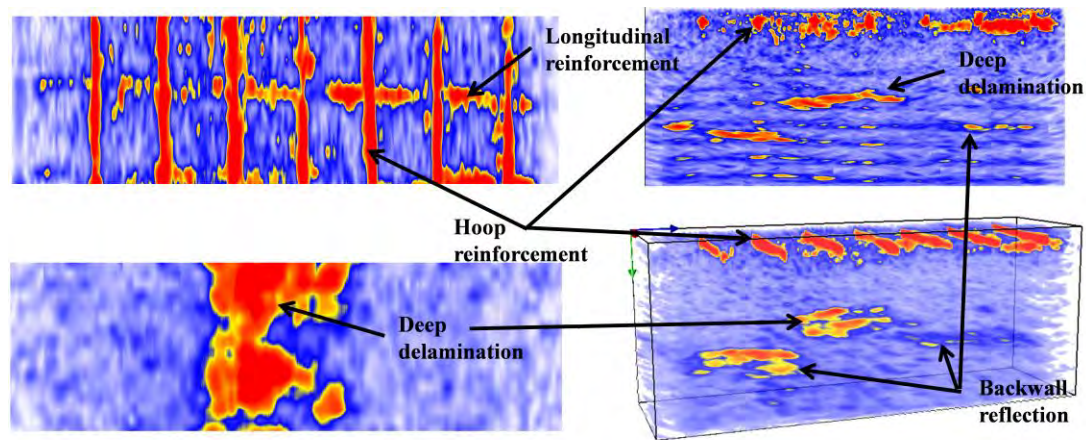 Longitudinal
reinforcement
Deep
delamination
Hoop
reinforcement
Deep
delamination
Backwall
reflection